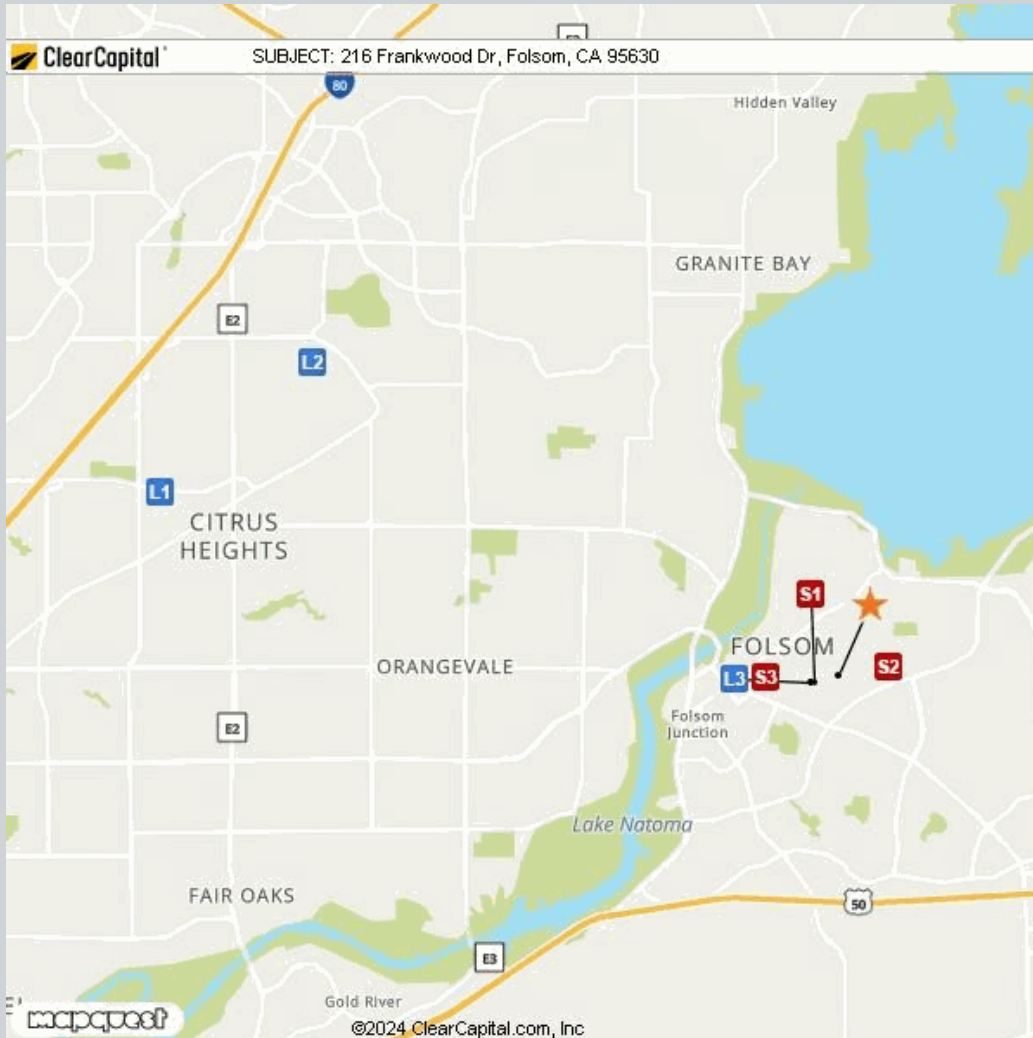 ClearCapital
SUBJECT: 216 Frankwood Dr, Folsom, CA 95630
80
Hidden Valley
GRANITE BAY
E2
L2
L1
CITRUS
HEIGHTS
S1
FOLSOM
ORANGEVALE
S2
L3
S3
Folsom
Junction
E2
Lake Natoma
FAIR OAKS
50
E3
Gold River
mapquest
©2024 ClearCapital.com, Inc